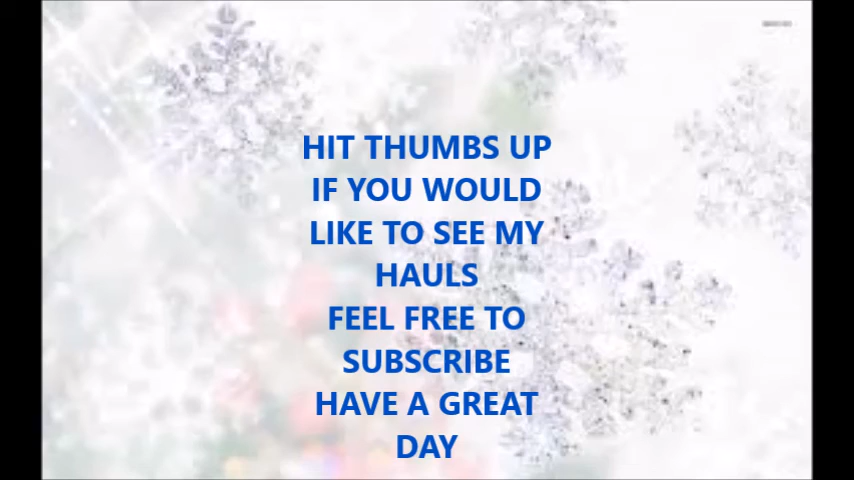 HIT THUMBS UP
IF YOU WOULD
LIKE TO SEE MY
HAULS
FEEL FREE TO
SUBSCRIBE
HAVE A GREAT
DAY